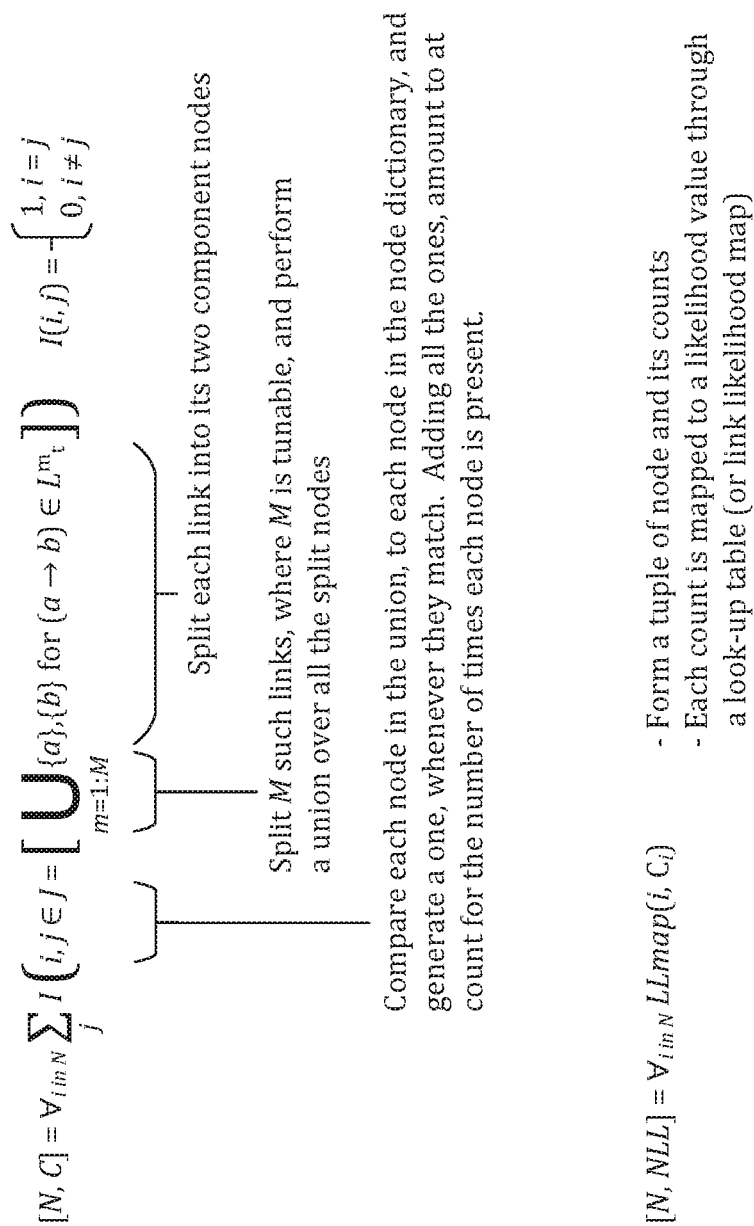 [N, C] = ∀_{i in N} ∑_j I ( i, j ∈ J = [ ⋃_{m=1:M} {a},{b} for (a → b) ∈ L^m_t ] )   I(i, j) = { 1, i = j
0, i ≠ j
Split each link into its two component nodes
Split M such links, where M is tunable, and perform
a union over all the split nodes
Compare each node in the union, to each node in the node dictionary, and
generate a one, whenever they match. Adding all the ones, amount to at
count for the number of times each node is present.
[N, NLL] = ∀_{i in N} LLmap(i, C_i)
- Form a tuple of node and its counts
- Each count is mapped to a likelihood value through
a look-up table (or link likelihood map)